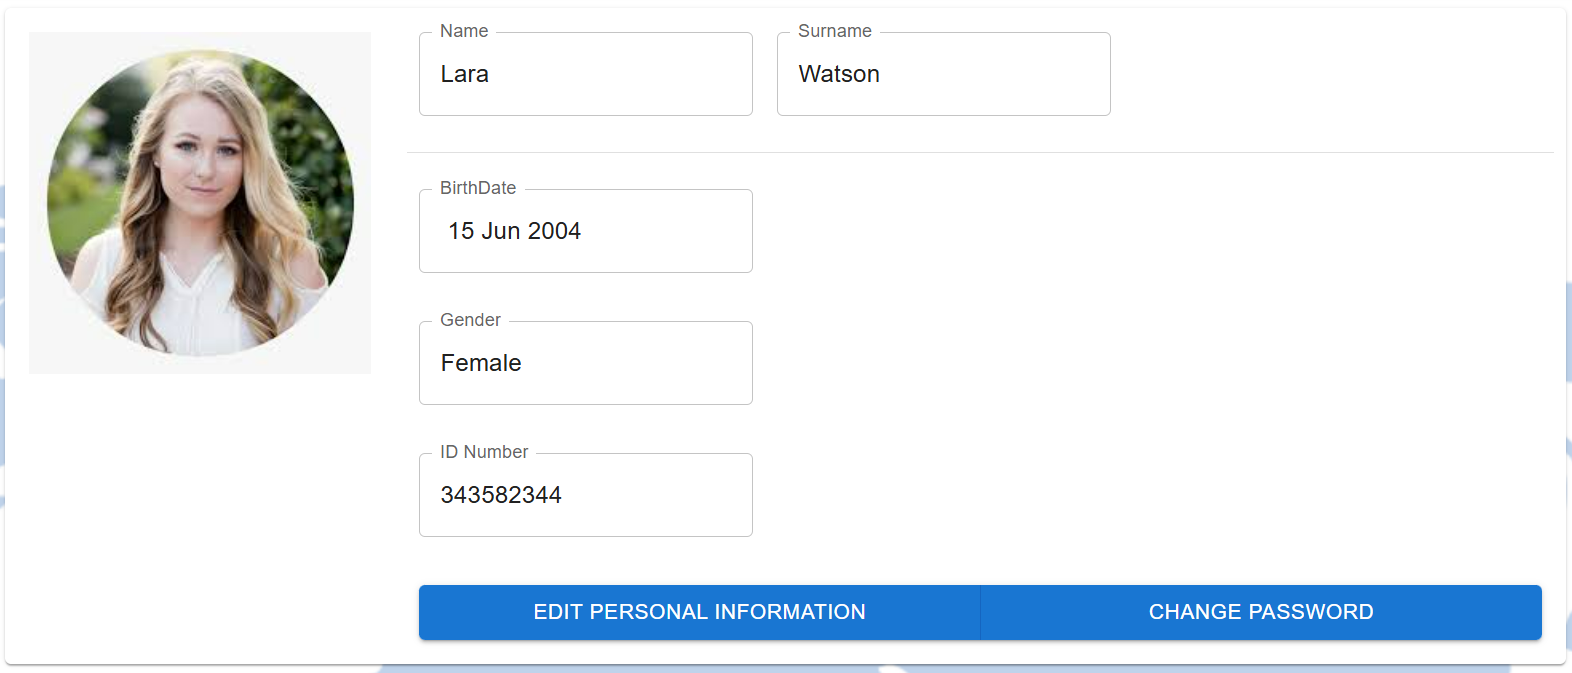 Name
Surname
Lara
Watson
BirthDate
15 Jun 2004
Gender
Female
ID Number
343582344
EDIT PERSONAL INFORMATION
CHANGE PASSWORD